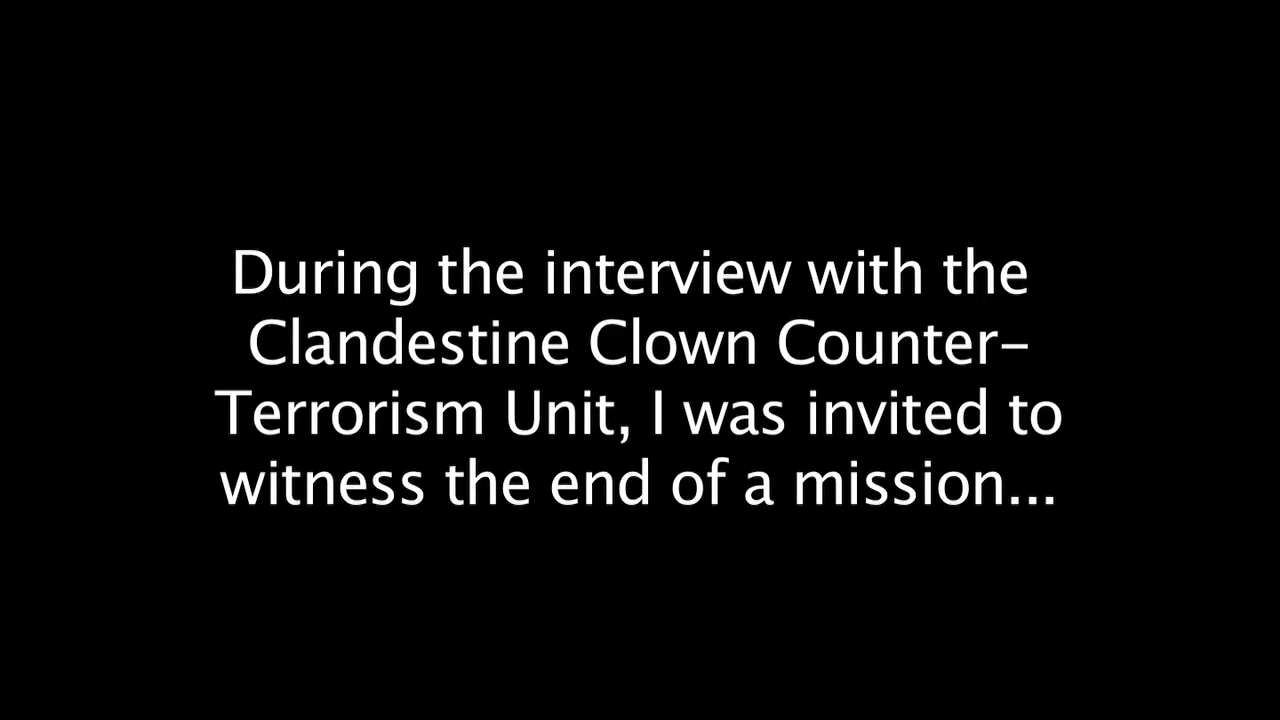 During the interview with the
Clandestine Clown Counter-
Terrorism Unit, I was invited to
witness the end of a mission...